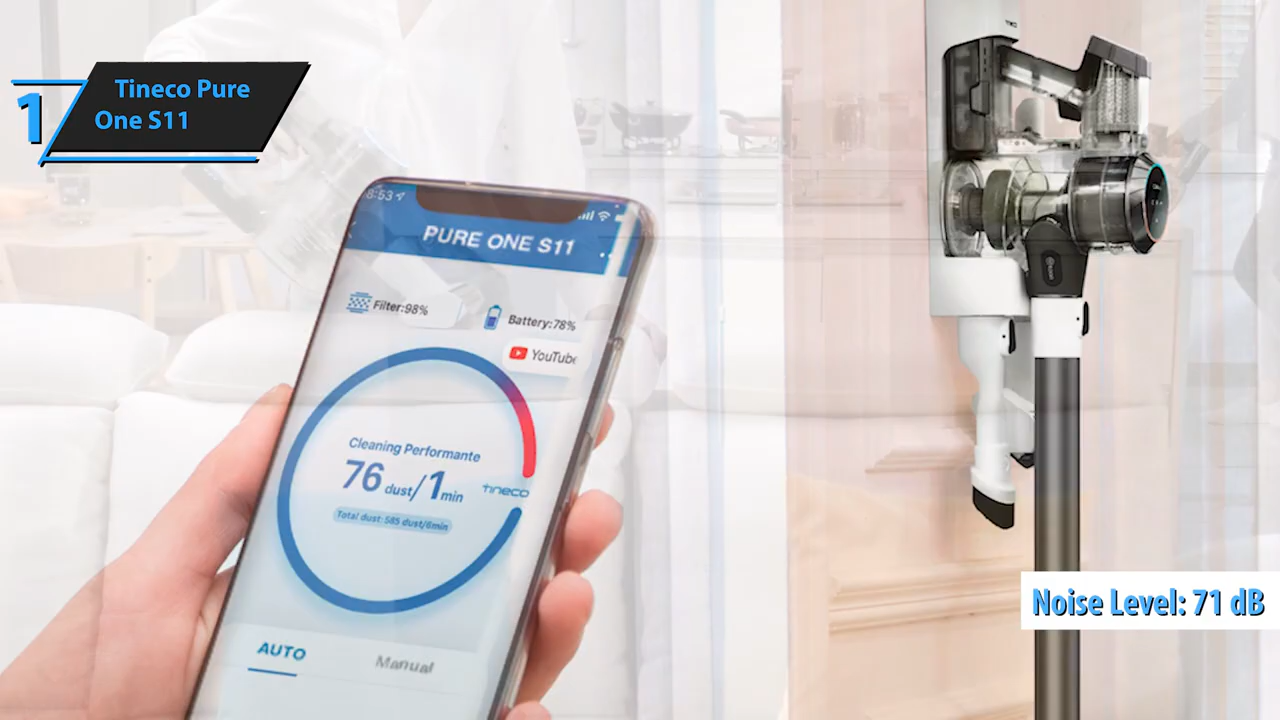 1
Tineco Pure
One S11
8:53
PURE ONE S11
Filter:98%
Battery:78%
YouTube
Cleaning Performante
76 dust/1min
Tineco
Total dust: 585 dust/6min
AUTO
Manual
Noise Level: 71 dB